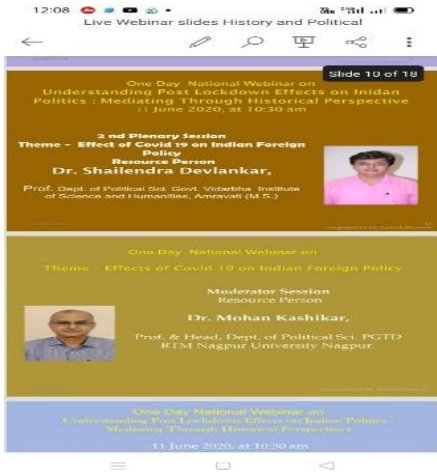 12:08
Live Webinar slides History and Political
Slide 10 of 18
One Day National Webinar on
Understanding Post Lockdown Effects on Inidan
Politics : Mediating Through Historical Perspective
11 June 2020, at 10:30 am
2 nd Plenary Session
Theme - Effect of Covid 19 on Indian Foreign
Policy
Resource Person
Dr. Shailendra Devlankar,
Prof. Dept. of Political Sci. Govt. Vidarbha Institute
of Science and Humanities, Amravati (M.S.)
One Day National Webinar on
Theme - Effects of Covid 19 on Indian Foreign Policy
Moderator Session
Resource Person
Dr. Mohan Kashikar,
Prof. & Head, Dept. of Political Sci. PGTD
RTM Nagpur University Nagpur.
One Day National Webinar on
Understanding Post Lockdown Effects on Indian Politics :
Mediating Through Historical Perspectives
11 June 2020, at 10:30 am